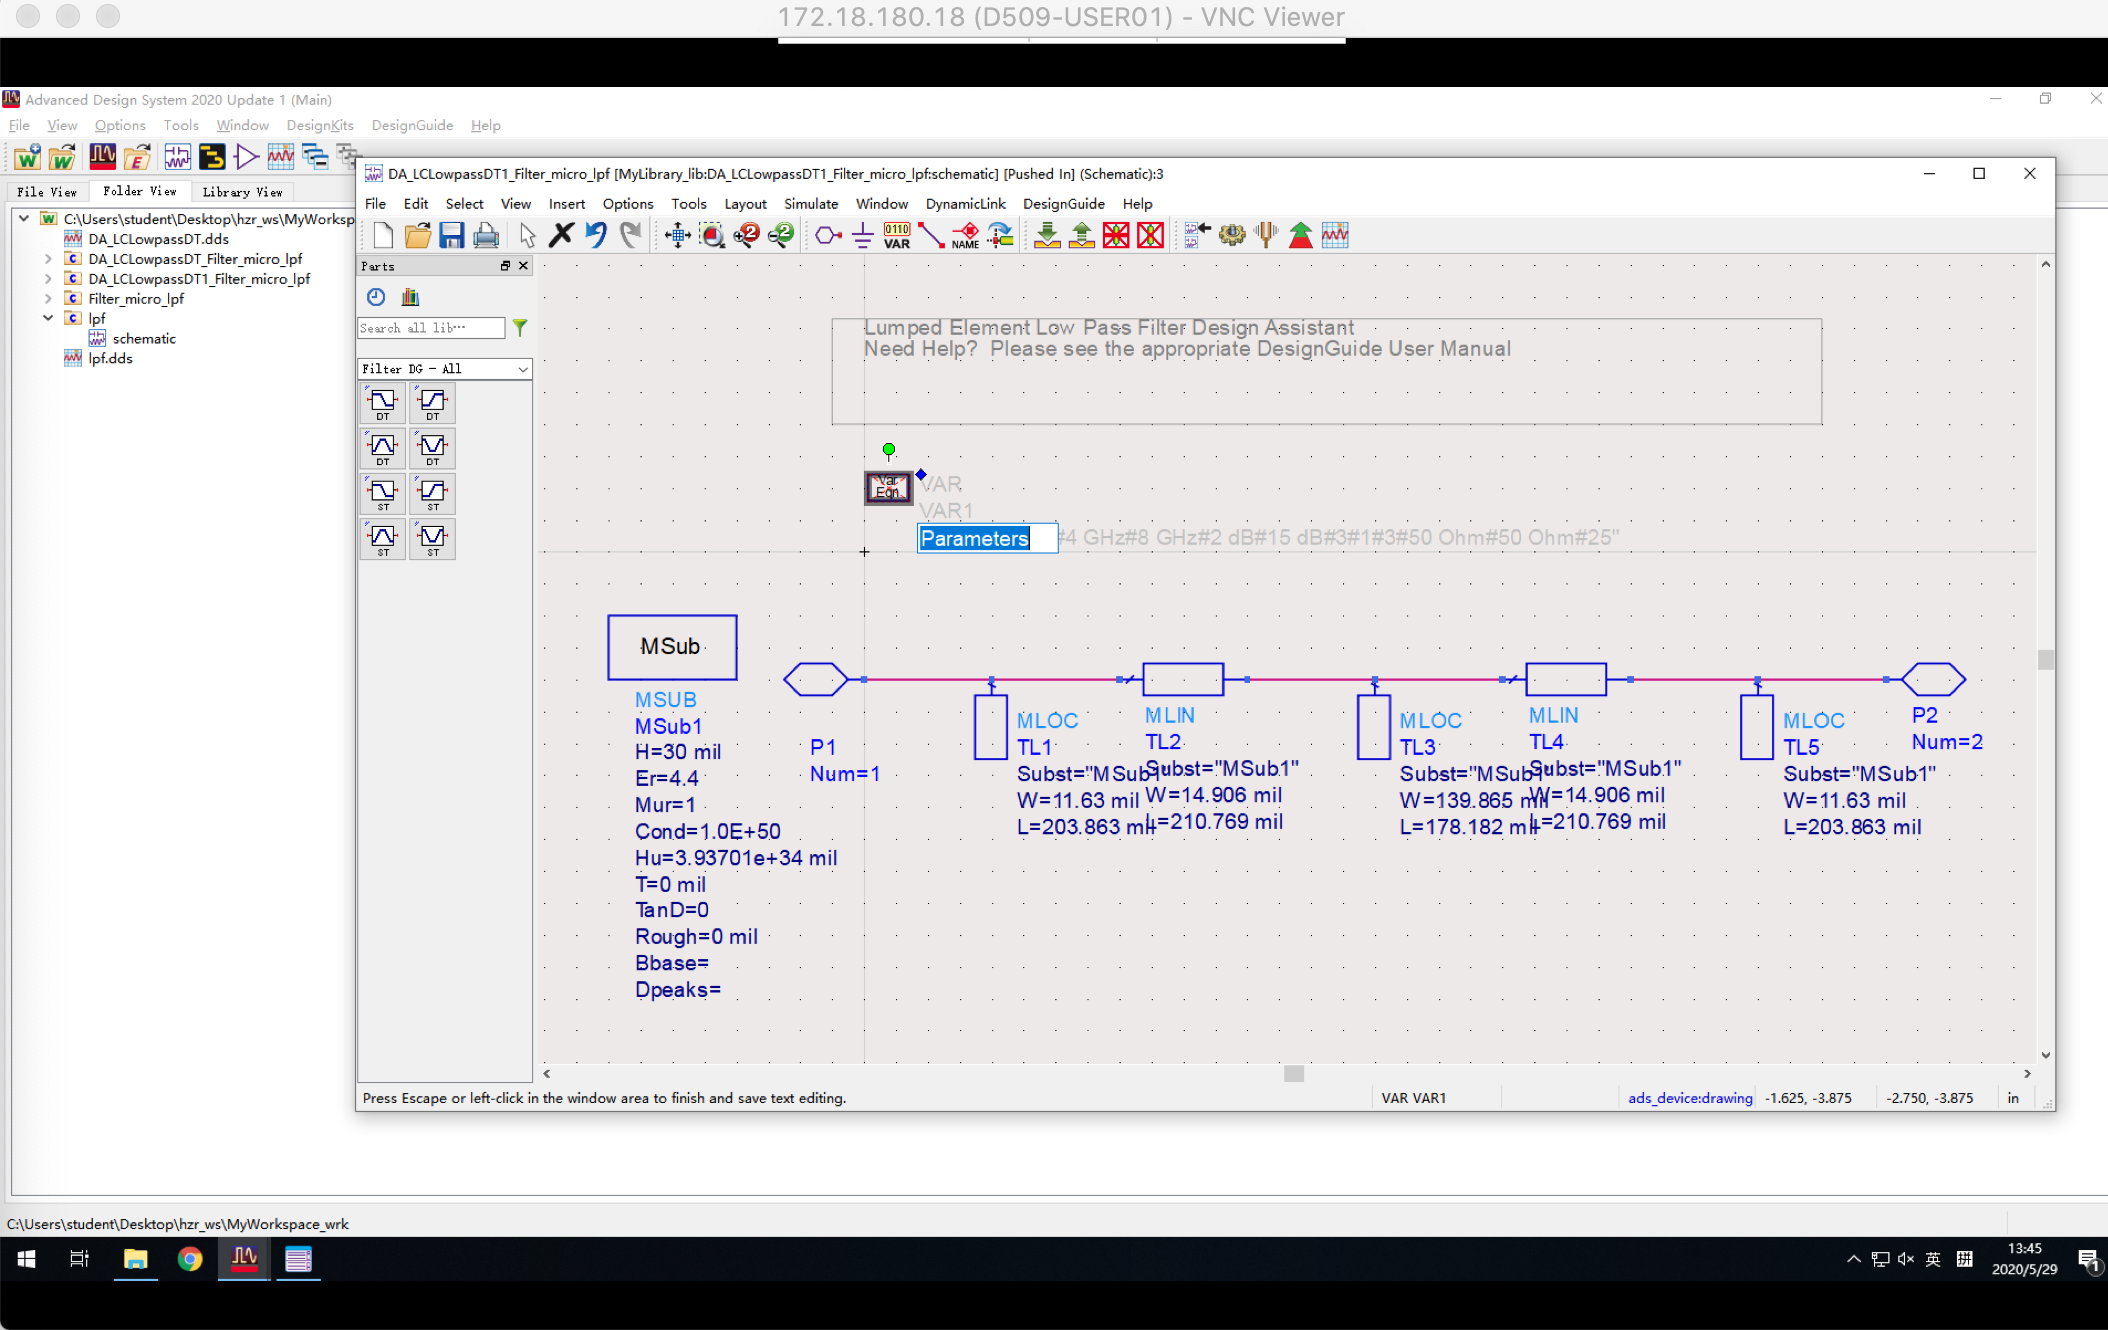 172.18.180.18 (D509-USER01) - VNC Viewer
Advanced Design System 2020 Update 1 (Main)
File View Options Tools Window DesignKits DesignGuide Help
File View Folder View Library View
C:\Users\student\Desktop\hzr_ws\MyWorksp
DA_LCLowpassDT.dds
DA_LCLowpassDT_Filter_micro_lpf
DA_LCLowpassDT1_Filter_micro_lpf
Filter_micro_lpf
lpf
schematic
lpf.dds
DA_LCLowpassDT1_Filter_micro_lpf [MyLibrary_lib:DA_LCLowpassDT1_Filter_micro_lpf:schematic] [Pushed In] (Schematic):3
File Edit Select View Insert Options Tools Layout Simulate Window DynamicLink DesignGuide Help
0110
VAR
NAME
Parts
Search all lib…
Filter DG - All
DT DT
DT DT
ST ST
ST ST
Lumped Element Low Pass Filter Design Assistant
Need Help? Please see the appropriate DesignGuide User Manual
Var
Eqn
VAR
VAR1
Parameters #4 GHz#8 GHz#2 dB#15 dB#3#1#3#50 Ohm#50 Ohm#25"
MSub
MSUB
MSub1
H=30 mil
Er=4.4
Mur=1
Cond=1.0E+50
Hu=3.93701e+34 mil
T=0 mil
TanD=0
Rough=0 mil
Bbase=
Dpeaks=
P1
Num=1
MLOC
TL1
Subst="MSub1"
W=11.63 mil
L=203.863 mil
MLIN
TL2
Subst="MSub1"
W=14.906 mil
L=210.769 mil
MLOC
TL3
Subst="MSub1"
W=139.865 mil
L=178.182 mil
MLIN
TL4
Subst="MSub1"
W=14.906 mil
L=210.769 mil
MLOC
TL5
Subst="MSub1"
W=11.63 mil
L=203.863 mil
P2
Num=2
Press Escape or left-click in the window area to finish and save text editing.
VAR VAR1
ads_device:drawing
-1.625, -3.875
-2.750, -3.875
in
C:\Users\student\Desktop\hzr_ws\MyWorkspace_wrk
英
拼
13:45
2020/5/29
1